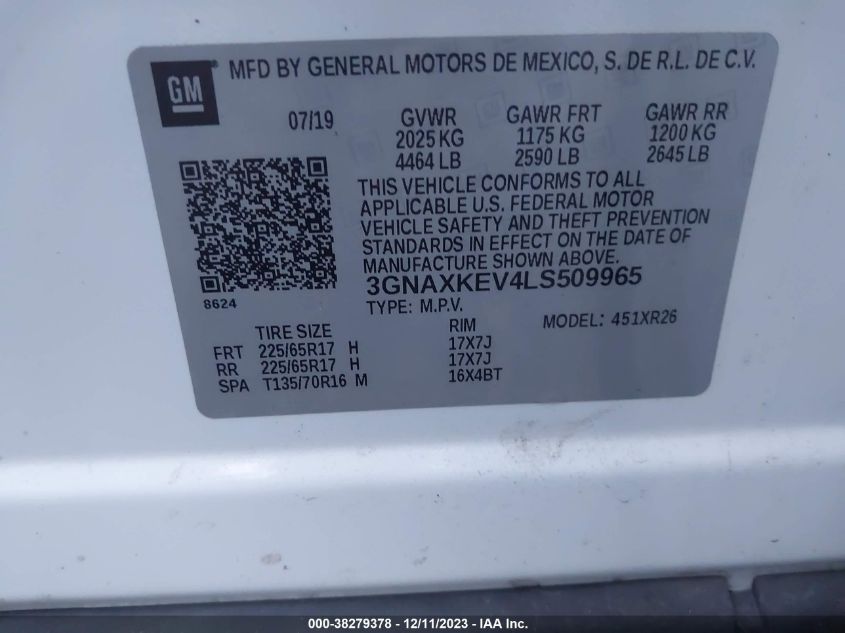 GM
MFD BY GENERAL MOTORS DE MEXICO, S. DE R.L. DE C.V.
07/19 GVWR GAWR FRT GAWR RR
2025 KG 1175 KG 1200 KG
4464 LB 2590 LB 2645 LB
THIS VEHICLE CONFORMS TO ALL
APPLICABLE U.S. FEDERAL MOTOR
VEHICLE SAFETY AND THEFT PREVENTION
STANDARDS IN EFFECT ON THE DATE OF
MANUFACTURE SHOWN ABOVE.
8624
3GNAXKEV4LS509965
TYPE: M.P.V. MODEL: 451XR26
TIRE SIZE RIM
FRT 225/65R17 H 17X7J
RR 225/65R17 H 17X7J
SPA T135/70R16 M 16X4BT
000-38279378 - 12/11/2023 - IAA Inc.